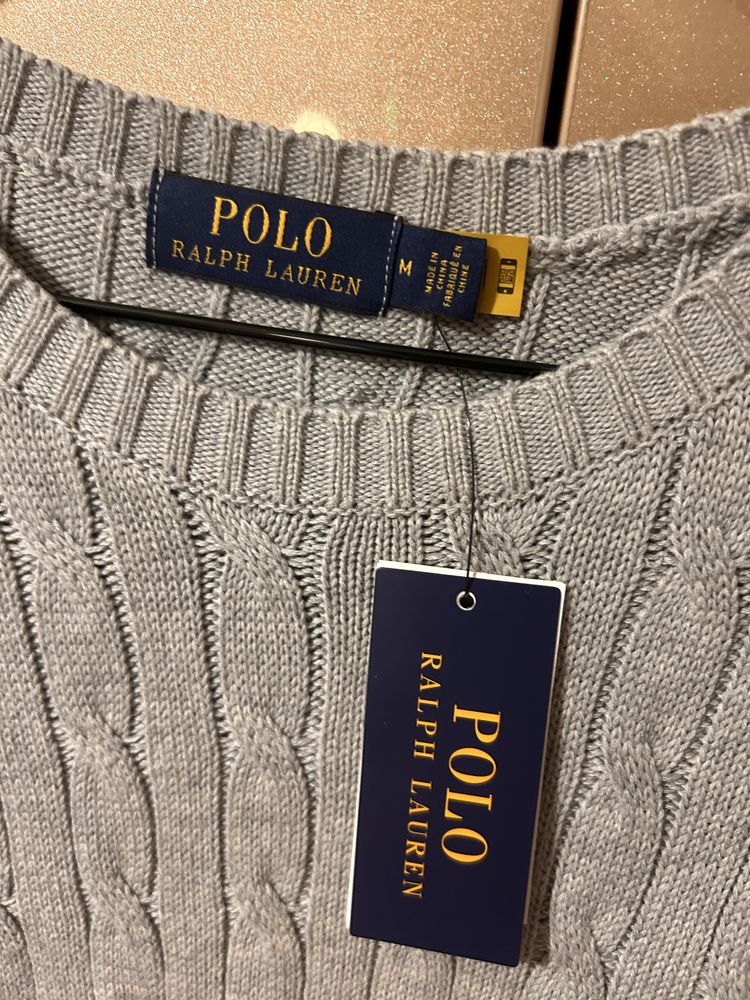 POLO
RALPH LAUREN
M
MADE IN
CHINA
FABRIQUÉ EN
CHINE
POLO
RALPH LAUREN